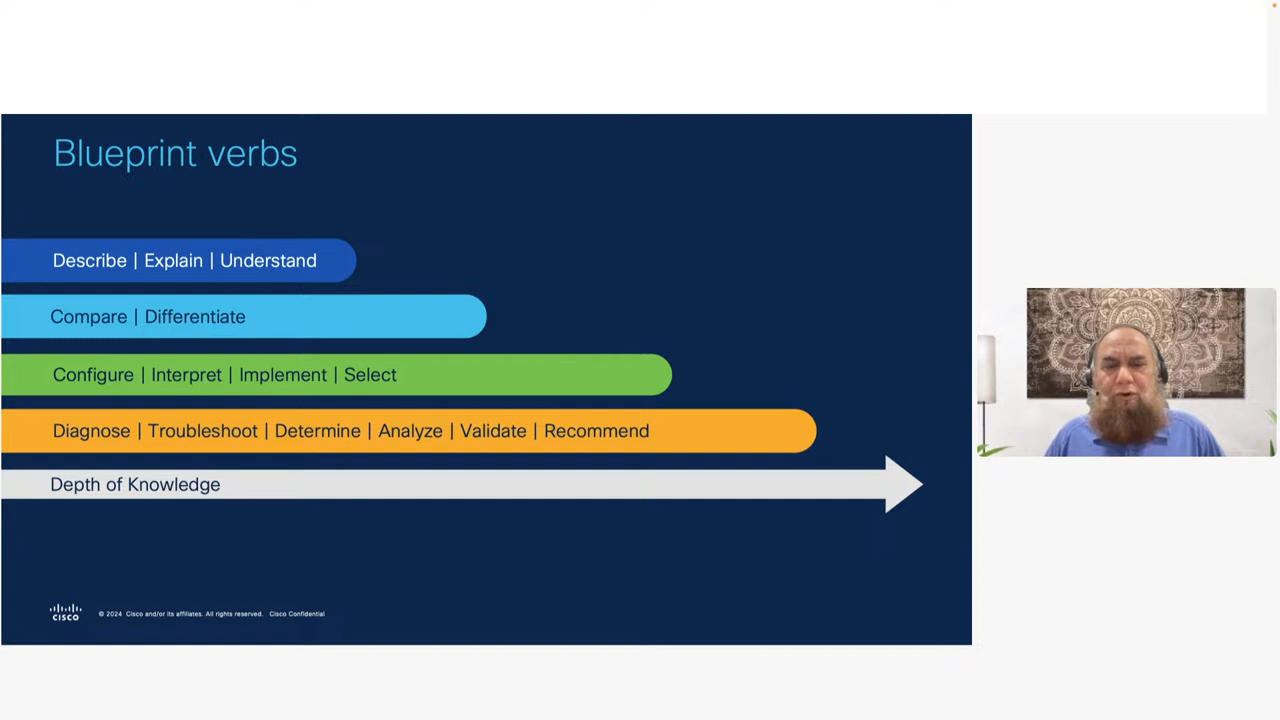 Blueprint verbs
Describe | Explain | Understand
Compare | Differentiate
Configure | Interpret | Implement | Select
Diagnose | Troubleshoot | Determine | Analyze | Validate | Recommend
Depth of Knowledge
CISCO
© 2024 Cisco and/or its affiliates. All rights reserved. Cisco Confidential